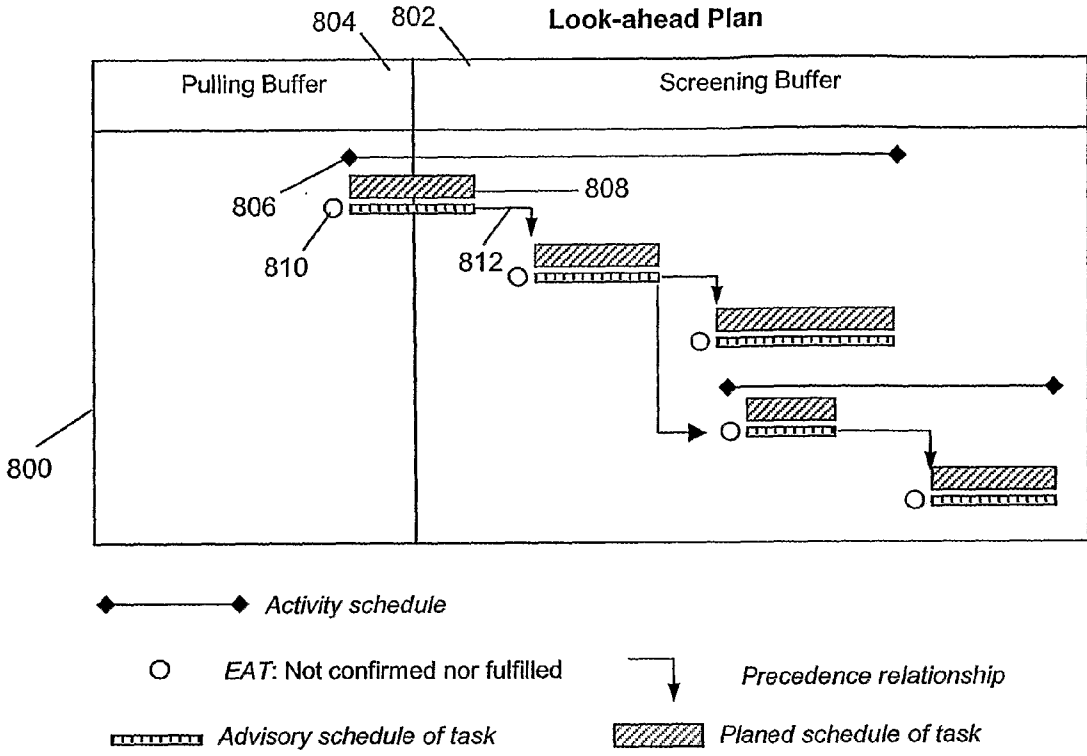 Look-ahead Plan
804
802
Pulling Buffer
Screening Buffer
806
808
810
812
800
Activity schedule
EAT: Not confirmed nor fulfilled
Precedence relationship
Advisory schedule of task
Planed schedule of task